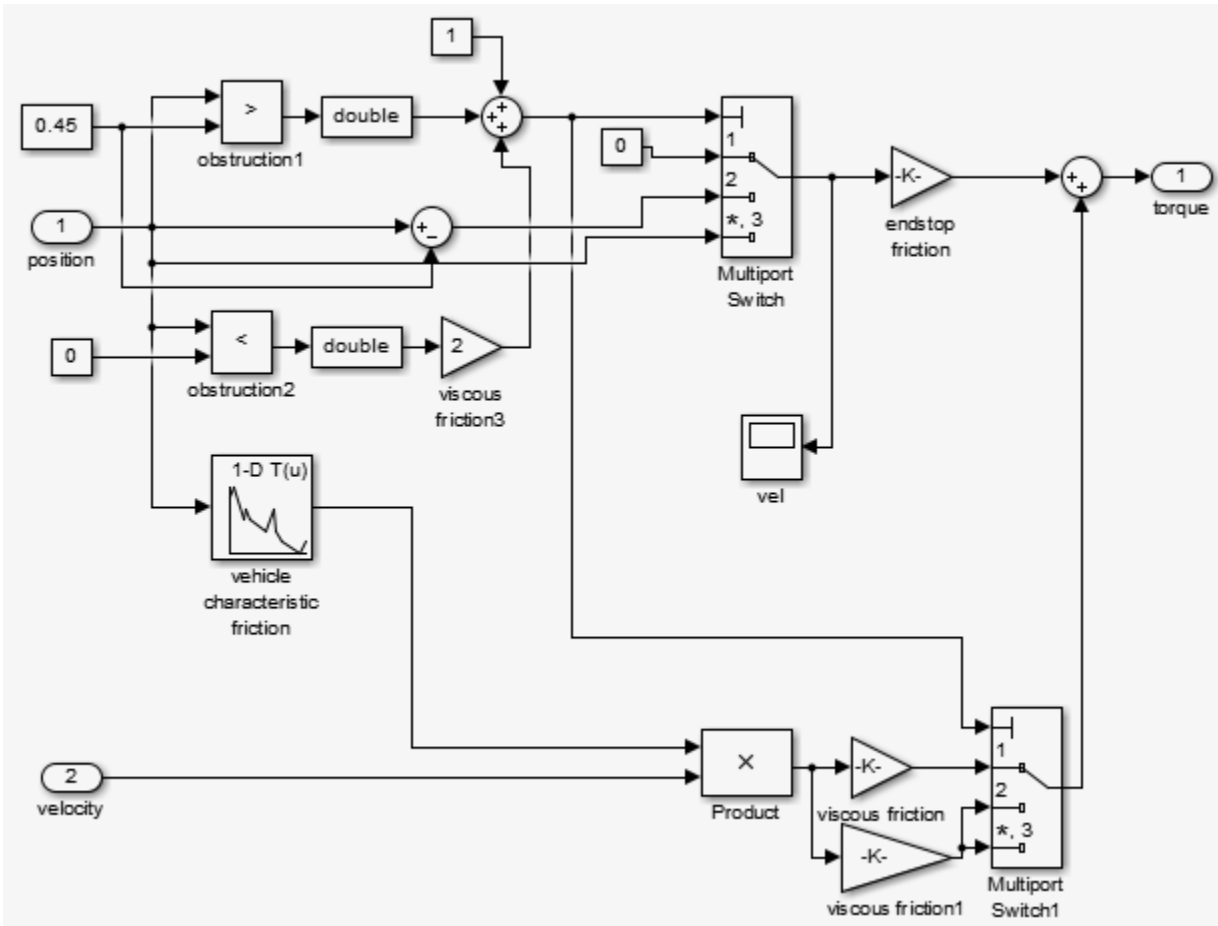 1
>
0.45
double
+
+
+
obstruction1
0
1
2
*, 3
Multiport
Switch
-K-
endstop
friction
+
+
1
torque
1
position
+
−
0
<
obstruction2
double
2
viscous
friction3
vel
1-D T(u)
vehicle
characteristic
friction
2
velocity
×
Product
-K-
viscous friction
-K-
viscous friction1
1
2
*, 3
Multiport
Switch1